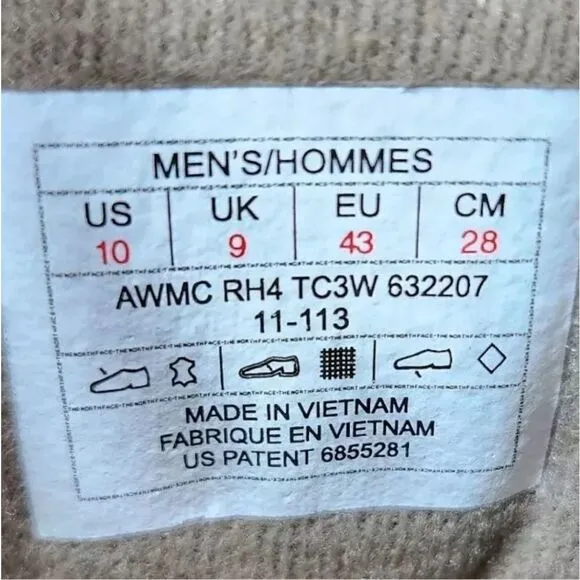 MEN'S/HOMMES
US UK EU CM
10 9 43 28
AWMC RH4 TC3W 632207
11-113
MADE IN VIETNAM
FABRIQUE EN VIETNAM
US PATENT 6855281